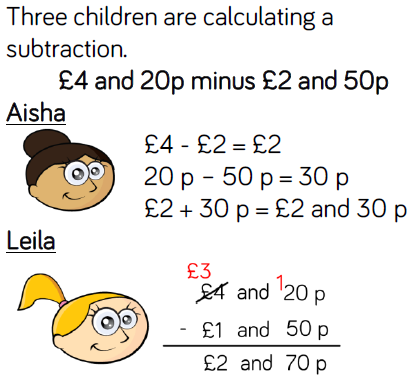 Three children are calculating a
subtraction.
£4 and 20p minus £2 and 50p
Aisha
£4 - £2 = £2
20 p - 50 p = 30 p
£2 + 30 p = £2 and 30 p
Leila
£3
£4 and ¹20 p
- £1 and 50 p
£2 and 70 p